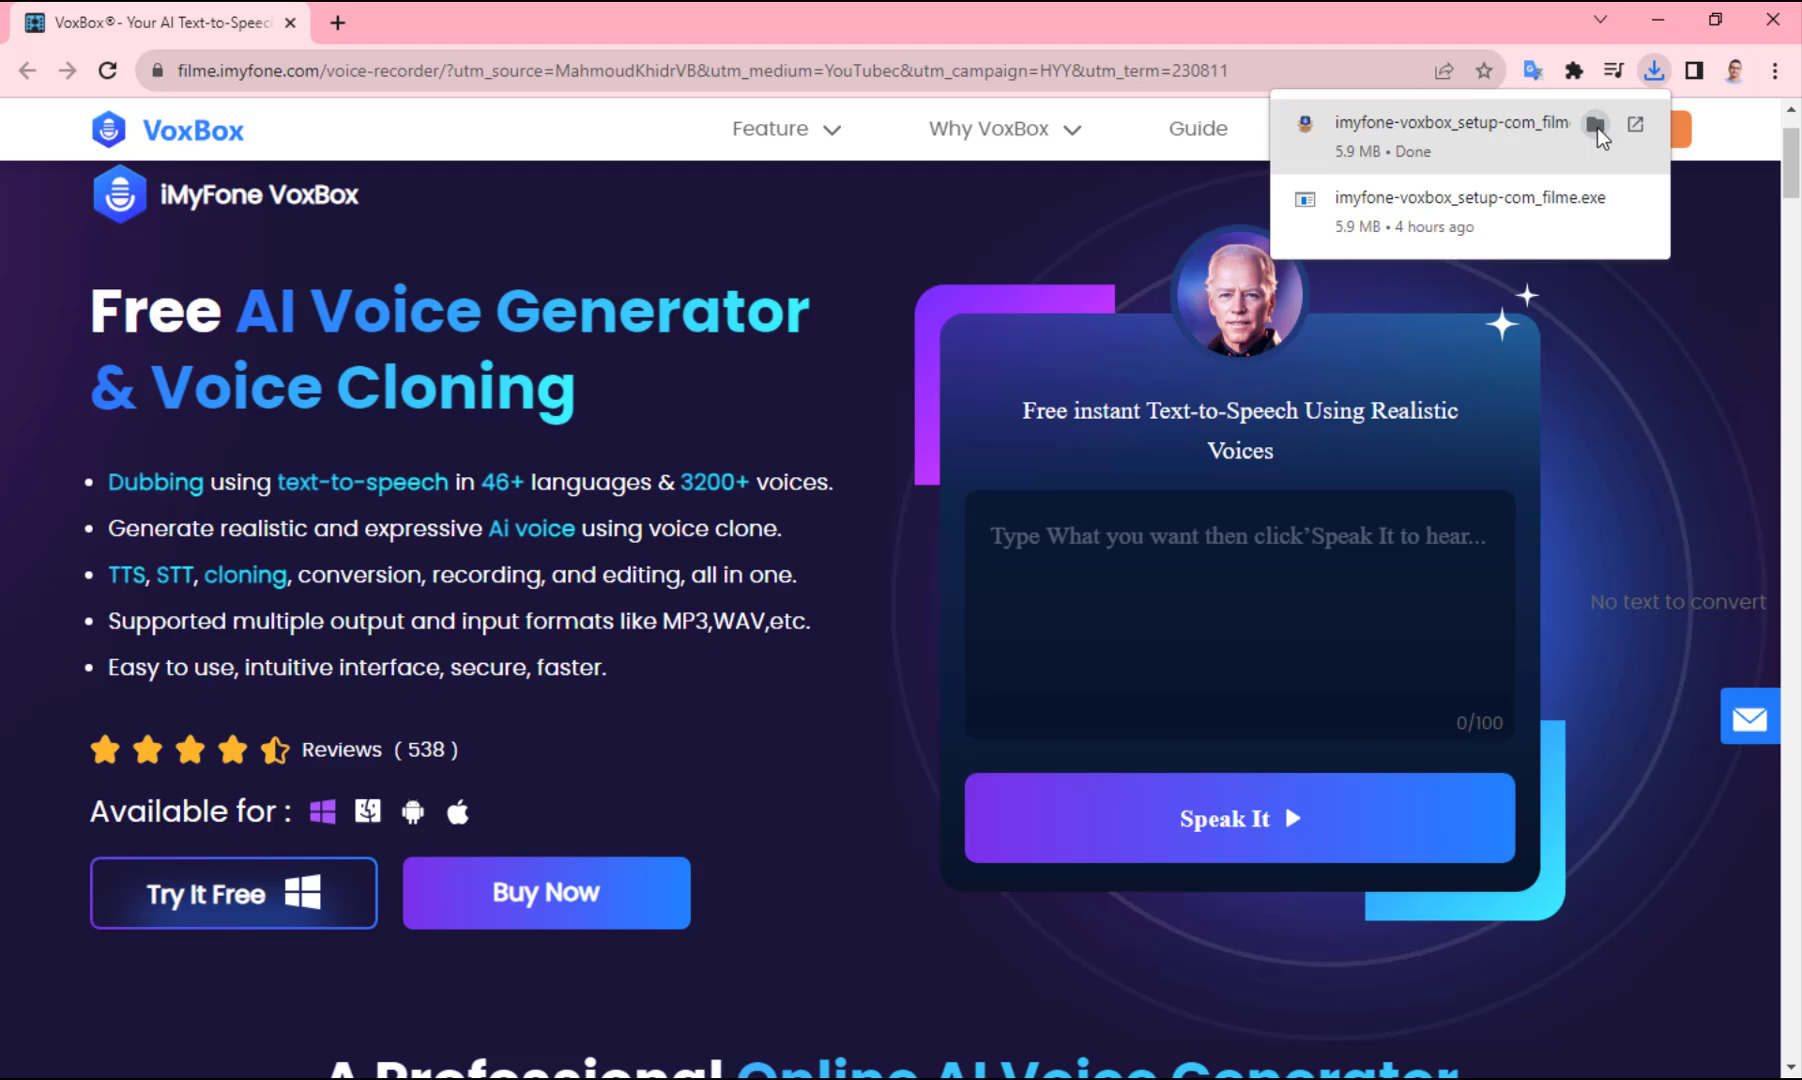 VoxBox®- Your AI Text-to-Speec
filme.imyfone.com/voice-recorder/?utm_source=MahmoudKhidrVB&utm_medium=YouTubec&utm_campaign=HYY&utm_term=230811
VoxBox
Feature
Why VoxBox
Guide
imyfone-voxbox_setup-com_film
5.9 MB • Done
imyfone-voxbox_setup-com_filme.exe
5.9 MB • 4 hours ago
iMyFone VoxBox
Free AI Voice Generator
& Voice Cloning
• Dubbing using text-to-speech in 46+ languages & 3200+ voices.
• Generate realistic and expressive Ai voice using voice clone.
• TTS, STT, cloning, conversion, recording, and editing, all in one.
• Supported multiple output and input formats like MP3,WAV,etc.
• Easy to use, intuitive interface, secure, faster.
Reviews ( 538 )
Available for :
Try It Free
Buy Now
Free instant Text-to-Speech Using Realistic
Voices
Type What you want then click’Speak It to hear...
0/100
Speak It
No text to convert
A Professional Online AI Voice Generator